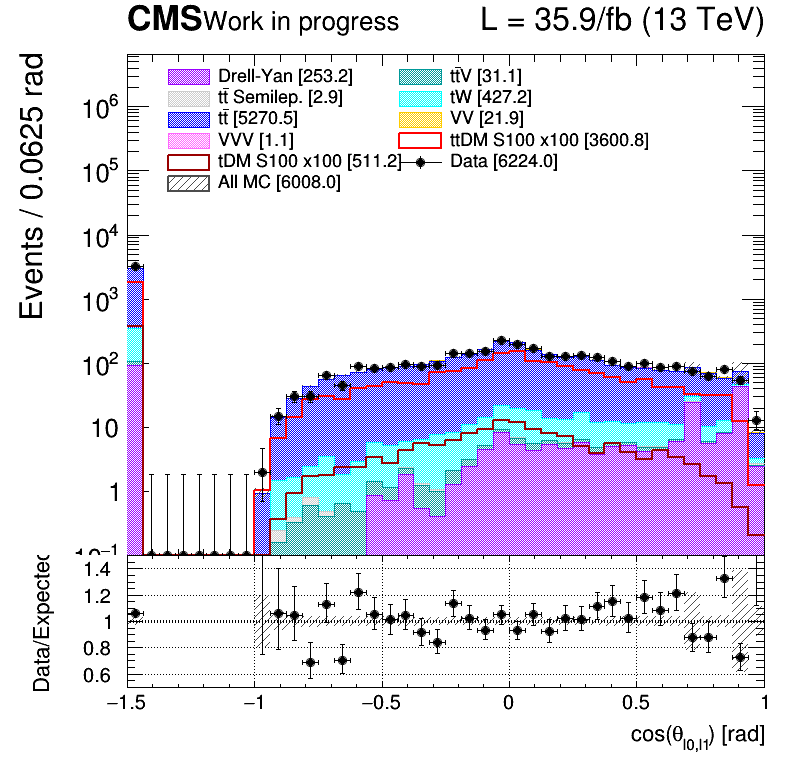 CMS Work in progress L = 35.9/fb (13 TeV)
Events / 0.0625 rad
Drell-Yan [253.2] tt̄V [31.1]
tt̄ Semilep. [2.9] tW [427.2]
tt̄ [5270.5] VV [21.9]
VVV [1.1] ttDM S100 x100 [3600.8]
tDM S100 x100 [511.2] Data [6224.0]
All MC [6008.0]
10⁶
10⁵
10⁴
10³
10²
10
1
10⁻¹
Data/Expected
1.4
1.2
1
0.8
0.6
−1.5 −1 −0.5 0 0.5 1
cos(θ_l0,l1) [rad]